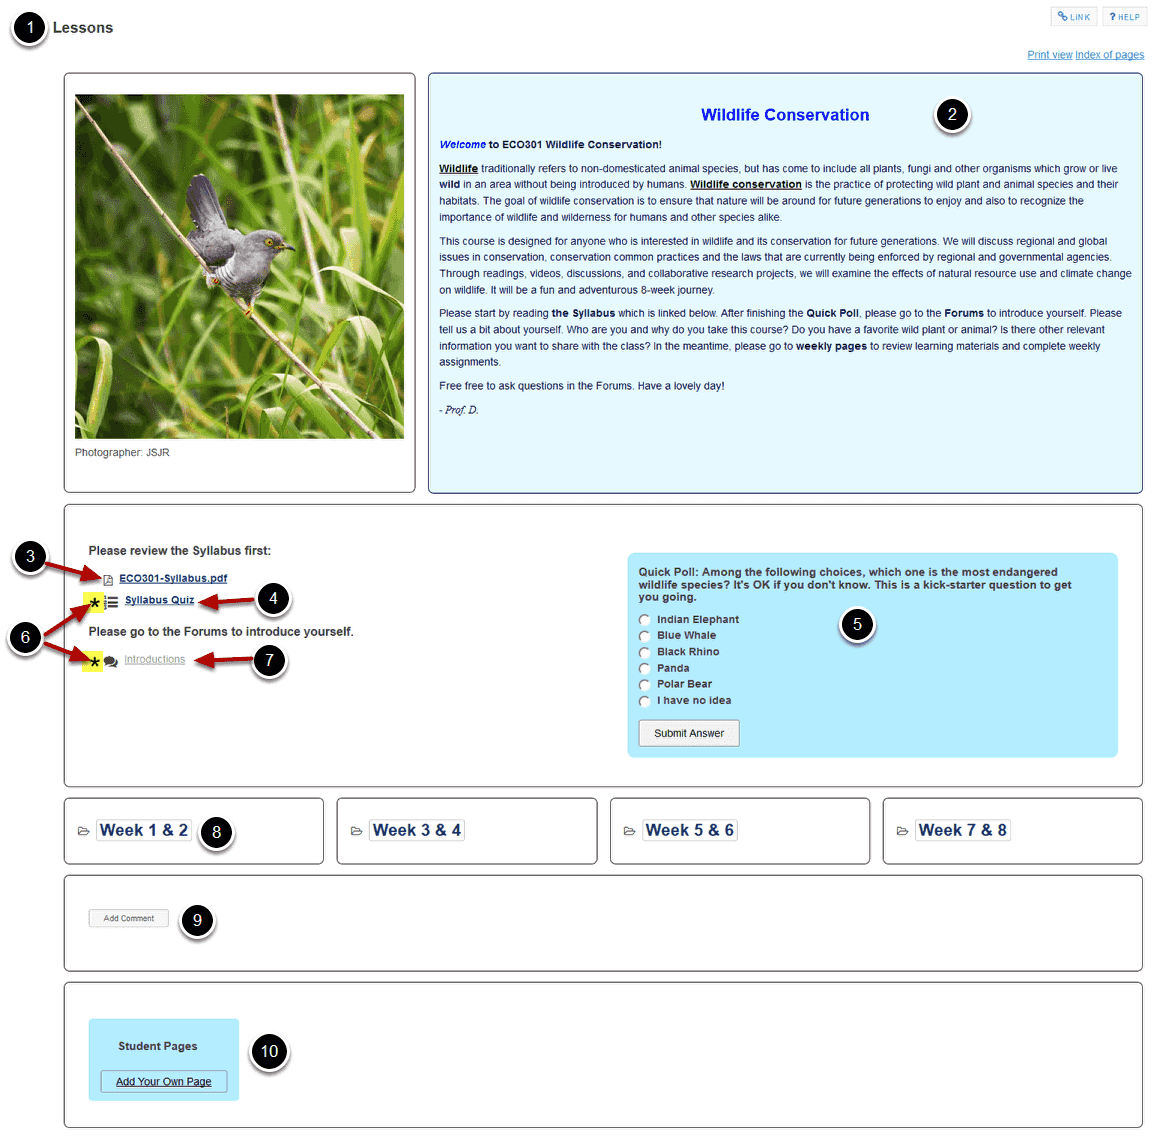 1 Lessons
LINK ? HELP
Print view Index of pages
Wildlife Conservation 2
Welcome to ECO301 Wildlife Conservation!
Wildlife traditionally refers to non-domesticated animal species, but has come to include all plants, fungi and other organisms which grow or live
wild in an area without being introduced by humans. Wildlife conservation is the practice of protecting wild plant and animal species and their
habitats. The goal of wildlife conservation is to ensure that nature will be around for future generations to enjoy and also to recognize the
importance of wildlife and wilderness for humans and other species alike.
This course is designed for anyone who is interested in wildlife and its conservation for future generations. We will discuss regional and global
issues in conservation, conservation common practices and the laws that are currently being enforced by regional and governmental agencies.
Through readings, videos, discussions, and collaborative research projects, we will examine the effects of natural resource use and climate change
on wildlife. It will be a fun and adventurous 8-week journey.
Please start by reading the Syllabus which is linked below. After finishing the Quick Poll, please go to the Forums to introduce yourself. Please
tell us a bit about yourself. Who are you and why do you take this course? Do you have a favorite wild plant or animal? Is there other relevant
information you want to share with the class? In the meantime, please go to weekly pages to review learning materials and complete weekly
assignments.
Free free to ask questions in the Forums. Have a lovely day!
- Prof. D.
Photographer: JSJR
Please review the Syllabus first:
3 ECO301-Syllabus.pdf
* Syllabus Quiz 4
6
Please go to the Forums to introduce yourself.
* Introductions 7
Quick Poll: Among the following choices, which one is the most endangered
wildlife species? It's OK if you don't know. This is a kick-starter question to get
you going.
Indian Elephant 5
Blue Whale
Black Rhino
Panda
Polar Bear
I have no idea
Submit Answer
Week 1 & 2 8 Week 3 & 4 Week 5 & 6 Week 7 & 8
Add Comment 9
Student Pages 10
Add Your Own Page